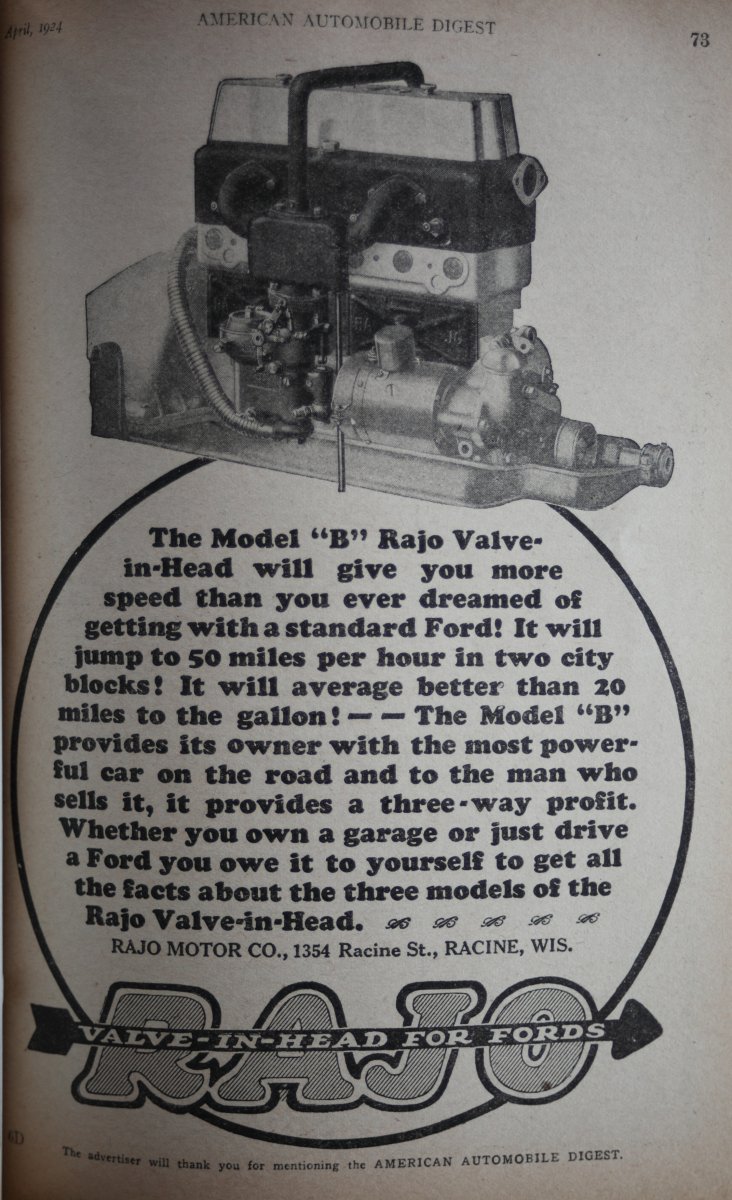 April, 1924
AMERICAN AUTOMOBILE DIGEST
73
The Model “B” Rajo Valve-
in-Head will give you more
speed than you ever dreamed of
getting with a standard Ford! It will
jump to 50 miles per hour in two city
blocks! It will average better than 20
miles to the gallon! — — The Model “B”
provides its owner with the most power-
ful car on the road and to the man who
sells it, it provides a three-way profit.
Whether you own a garage or just drive
a Ford you owe it to yourself to get all
the facts about the three models of the
Rajo Valve-in-Head.
RAJO MOTOR CO., 1354 Racine St., RACINE, WIS.
RAJO
VALVE-IN-HEAD FOR FORDS
The advertiser will thank you for mentioning the AMERICAN AUTOMOBILE DIGEST.